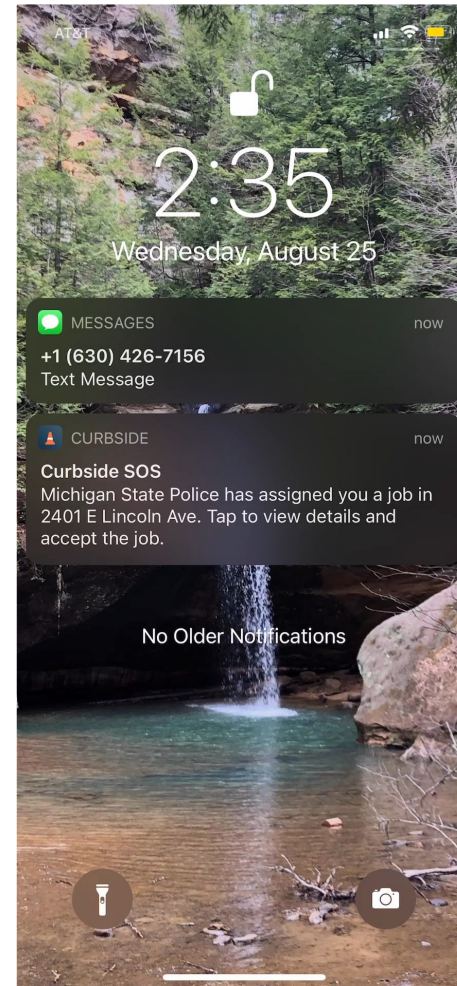 AT&T
2:35
Wednesday, August 25
MESSAGES now
+1 (630) 426-7156
Text Message
CURBSIDE now
Curbside SOS
Michigan State Police has assigned you a job in
2401 E Lincoln Ave. Tap to view details and
accept the job.
No Older Notifications